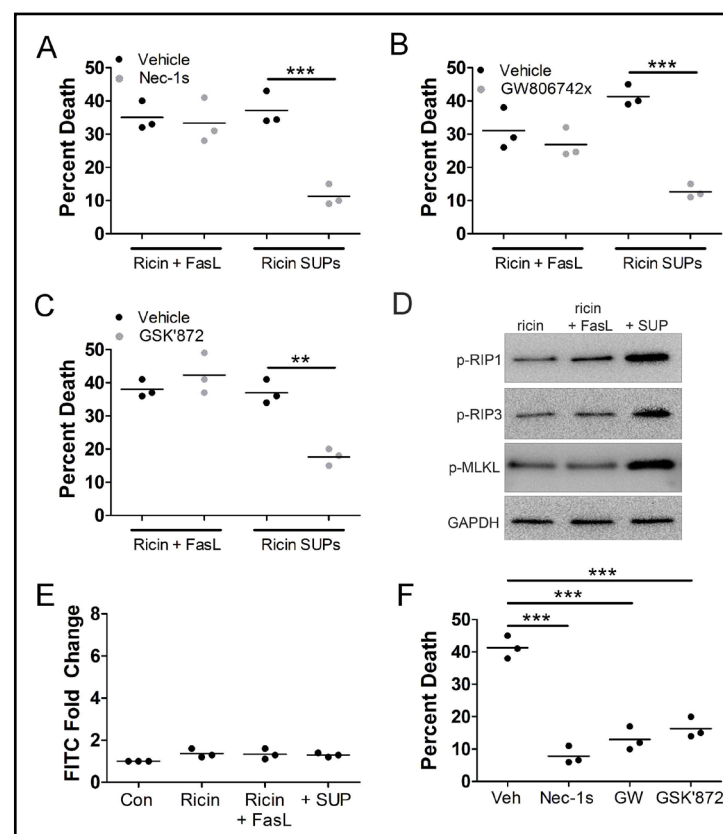 A
Vehicle
Nec-1s
***
50
40
30
20
10
0
Percent Death
Ricin + FasL
Ricin SUPs
B
Vehicle
GW806742x
***
50
40
30
20
10
0
Percent Death
Ricin + FasL
Ricin SUPs
C
Vehicle
GSK'872
**
50
40
30
20
10
0
Percent Death
Ricin + FasL
Ricin SUPs
D
ricin
ricin
+ FasL
+ SUP
p-RIP1
p-RIP3
p-MLKL
GAPDH
E
8
6
4
2
0
FITC Fold Change
Con
Ricin
Ricin
+ FasL
+ SUP
F
***
***
***
50
40
30
20
10
0
Percent Death
Veh
Nec-1s
GW
GSK'872